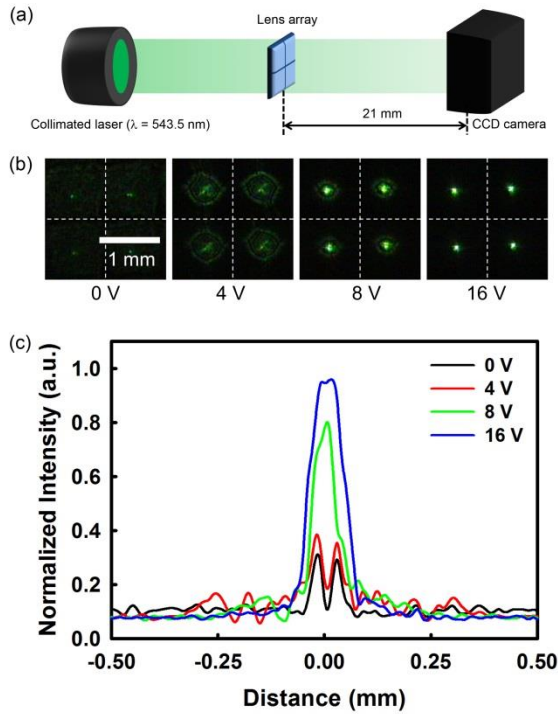 (a)
Lens array
21 mm
Collimated laser (λ = 543.5 nm)
CCD camera
(b)
1 mm
0 V
4 V
8 V
16 V
(c)
Normalized Intensity (a.u.)
1.0
0.8
0.6
0.4
0.2
0.0
0 V
4 V
8 V
16 V
-0.50
-0.25
0.00
0.25
0.50
Distance (mm)